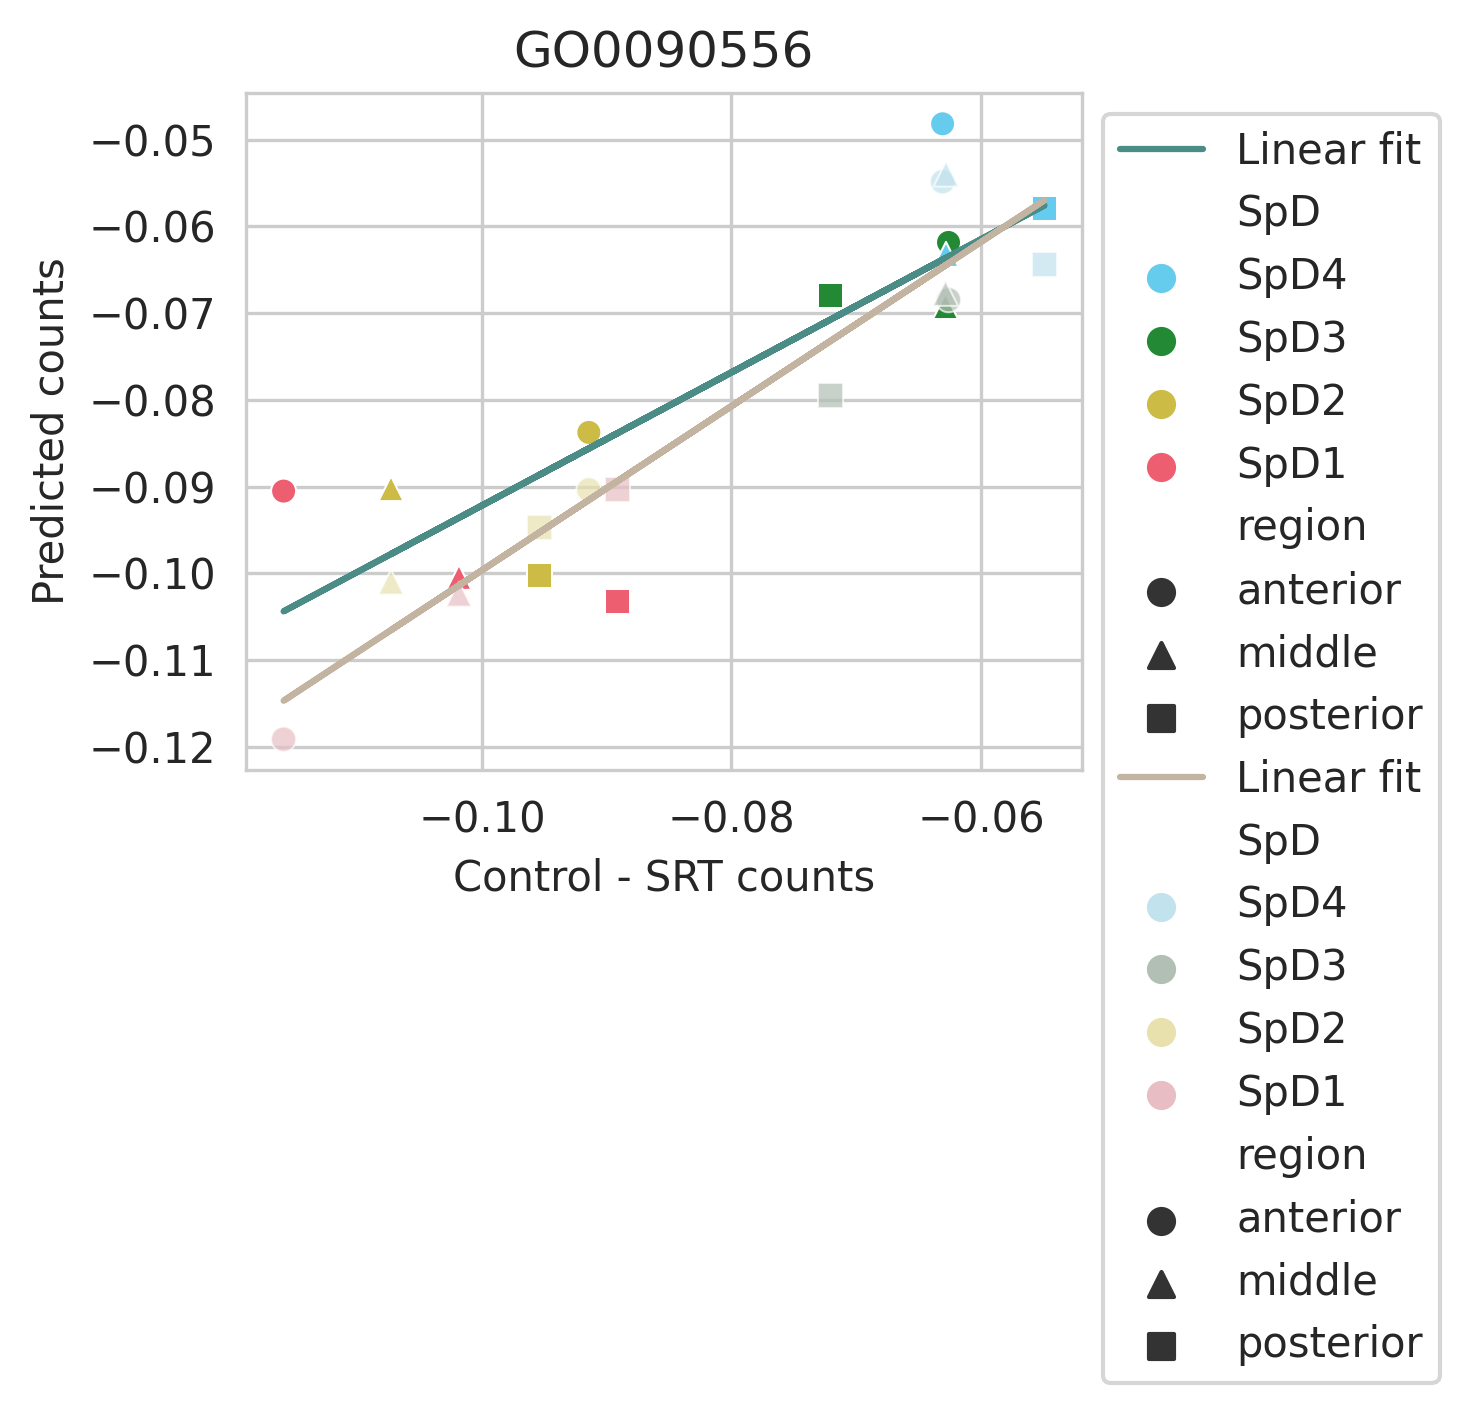 GO0090556
−0.05
−0.06
−0.07
−0.08
−0.09
−0.10
−0.11
−0.12
Predicted counts
−0.10 −0.08 −0.06
Control - SRT counts
Linear fit
SpD
SpD4
SpD3
SpD2
SpD1
region
anterior
middle
posterior
Linear fit
SpD
SpD4
SpD3
SpD2
SpD1
region
anterior
middle
posterior